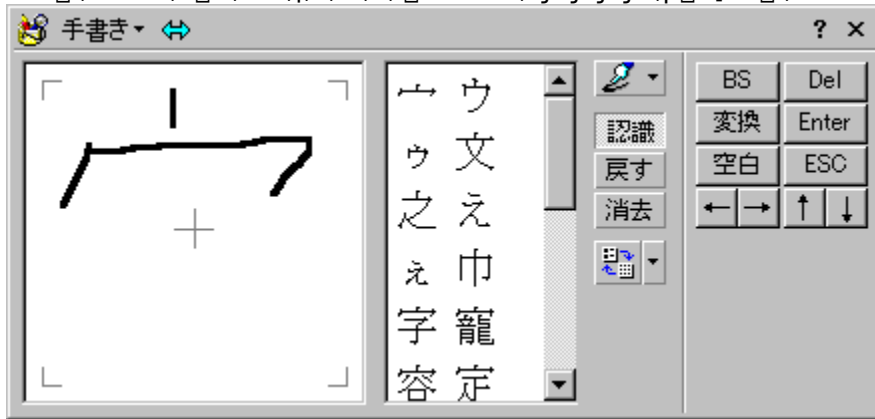 手書き ? ×
宀 ウ BS Del
認識 変換 Enter
ゥ 文 戻す 空白 ESC
之 え 消去 ← → ↑ ↓
ぇ 巾
字 寵
容 定